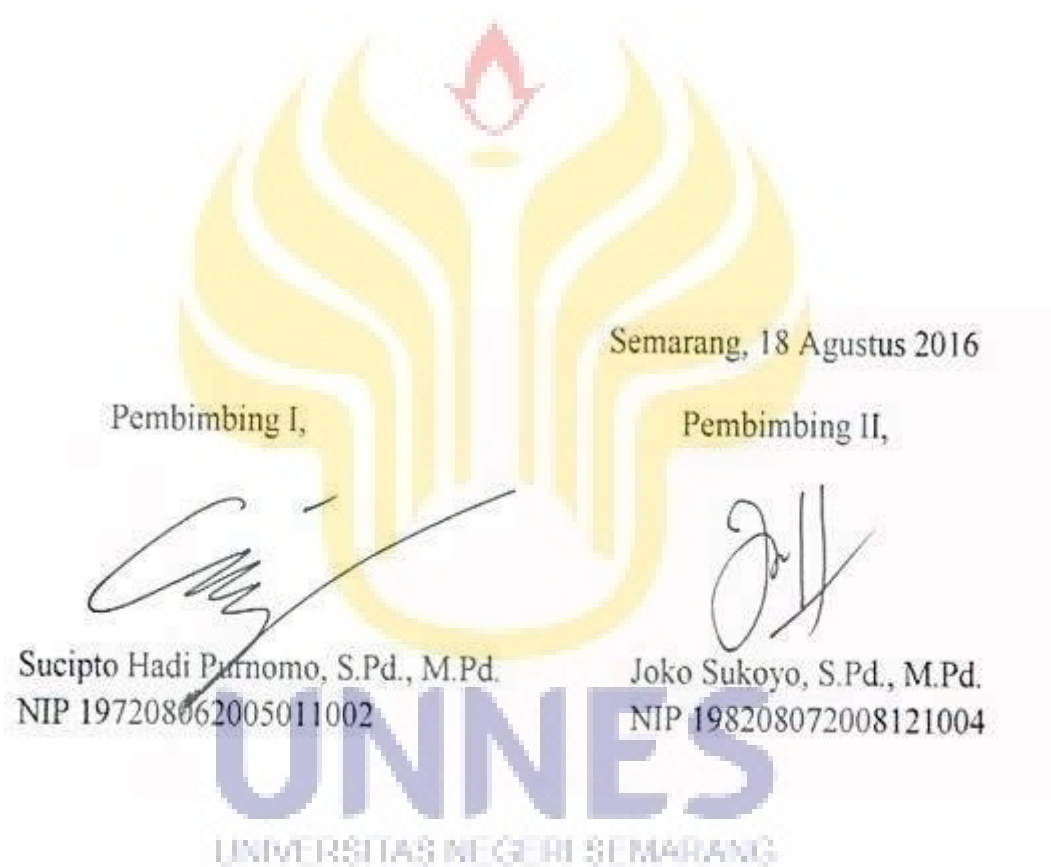 Semarang, 18 Agustus 2016
Pembimbing I,
Pembimbing II,
Sucipto Hadi Purnomo, S.Pd., M.Pd.
NIP 197208062005011002
Joko Sukoyo, S.Pd., M.Pd.
NIP 198208072008121004
UNNES
UNIVERSITAS NEGERI SEMARANG